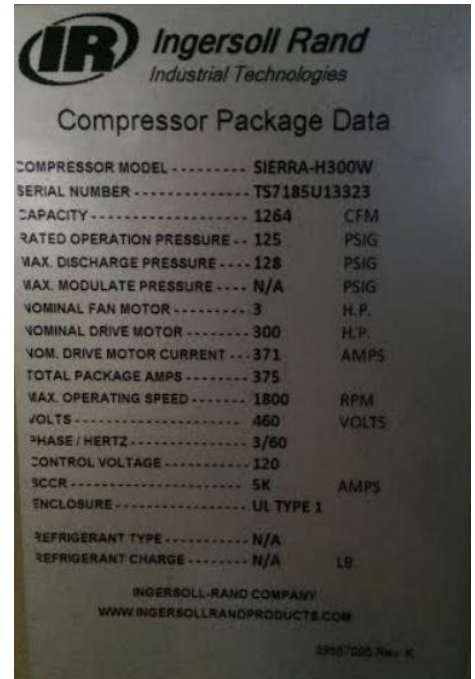 IR Ingersoll Rand
Industrial Technologies
Compressor Package Data
COMPRESSOR MODEL --------- SIERRA-H300W
SERIAL NUMBER -------------- TS7185U13323
CAPACITY ------------------- 1264 CFM
RATED OPERATION PRESSURE -- 125 PSIG
MAX. DISCHARGE PRESSURE ---- 128 PSIG
MAX. MODULATE PRESSURE ---- N/A PSIG
NOMINAL FAN MOTOR --------- 3 H.P.
NOMINAL DRIVE MOTOR ------- 300 H.P.
NOM. DRIVE MOTOR CURRENT --- 371 AMPS
TOTAL PACKAGE AMPS -------- 375
MAX. OPERATING SPEED ------- 1800 RPM
VOLTS --------------------- 460 VOLTS
PHASE / HERTZ -------------- 3/60
CONTROL VOLTAGE ----------- 120
SCCR ---------------------- 5K AMPS
ENCLOSURE ----------------- UL TYPE 1
REFRIGERANT TYPE ---------- N/A
REFRIGERANT CHARGE -------- N/A LB
INGERSOLL-RAND COMPANY
WWW.INGERSOLLRANDPRODUCTS.COM
Rev. K